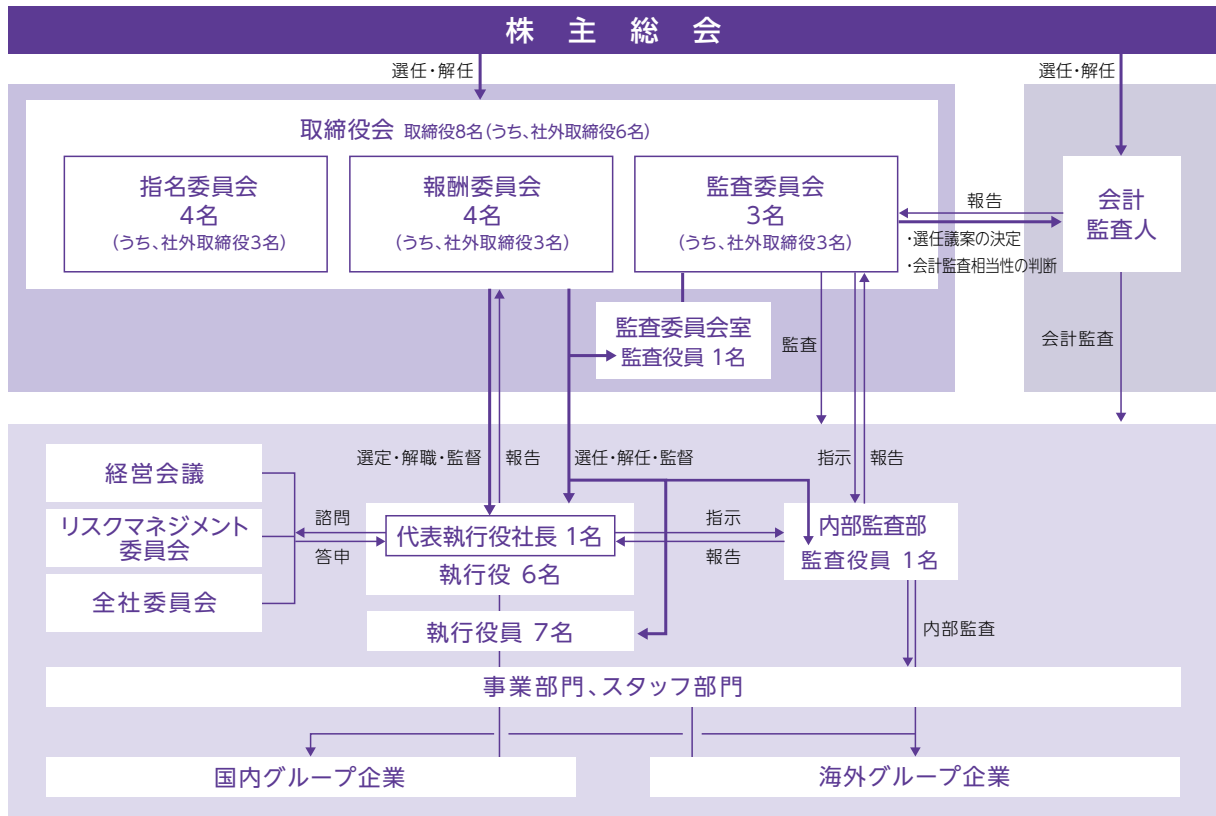 株主総会
選任・解任
選任・解任
取締役会 取締役8名(うち、社外取締役6名)
指名委員会
4名
(うち、社外取締役3名)
報酬委員会
4名
(うち、社外取締役3名)
監査委員会
3名
(うち、社外取締役3名)
報告
・選任議案の決定
・会計監査相当性の判断
会計
監査人
監査委員会室
監査役員 1名
監査
会計監査
選定・解職・監督
報告
選任・解任・監督
指示
報告
経営会議
リスクマネジメント
委員会
全社委員会
諮問
答申
代表執行役社長 1名
執行役 6名
執行役員 7名
指示
報告
内部監査部
監査役員 1名
内部監査
事業部門、スタッフ部門
国内グループ企業
海外グループ企業